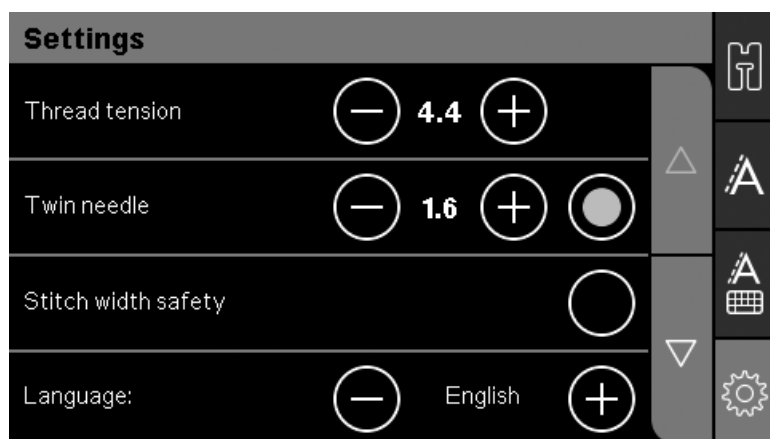 Settings
Thread tension 4.4
Twin needle 1.6
Stitch width safety
Language: English
A
A